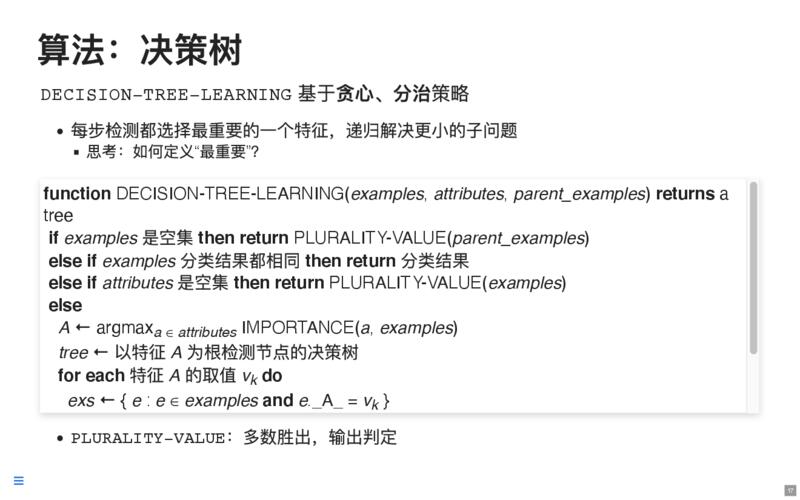 算法：决策树
DECISION-TREE-LEARNING 基于贪心、分治策略
• 每步检测都选择最重要的一个特征，递归解决更小的子问题
▪ 思考：如何定义“最重要”？
function DECISION-TREE-LEARNING(examples, attributes, parent_examples) returns a
tree
if examples 是空集 then return PLURALITY-VALUE(parent_examples)
else if examples 分类结果都相同 then return 分类结果
else if attributes 是空集 then return PLURALITY-VALUE(examples)
else
A ← argmaxa ∈ attributes IMPORTANCE(a, examples)
tree ← 以特征 A 为根检测节点的决策树
for each 特征 A 的取值 vk do
exs ← { e : e ∈ examples and e._A_ = vk }
• PLURALITY-VALUE：多数胜出，输出判定
17